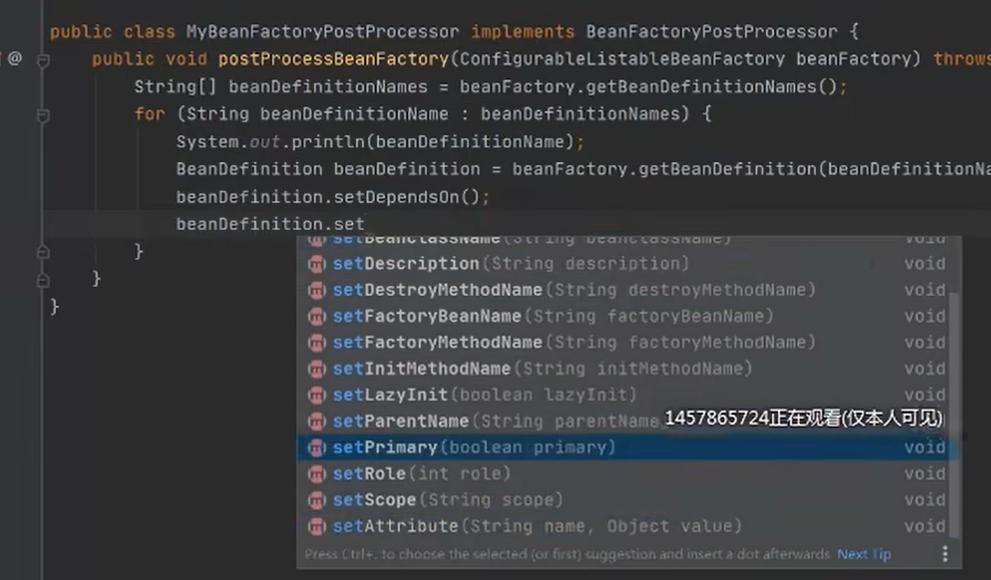 public class MyBeanFactoryPostProcessor implements BeanFactoryPostProcessor {
@ public void postProcessBeanFactory(ConfigurableListableBeanFactory beanFactory) throws
String[] beanDefinitionNames = beanFactory.getBeanDefinitionNames();
for (String beanDefinitionName : beanDefinitionNames) {
System.out.println(beanDefinitionName);
BeanDefinition beanDefinition = beanFactory.getBeanDefinition(beanDefinitionNa
beanDefinition.setDependsOn();
beanDefinition.set
}
}
}
setBeanClassName(String beanClassName) void
setDescription(String description) void
setDestroyMethodName(String destroyMethodName) void
setFactoryBeanName(String factoryBeanName) void
setFactoryMethodName(String factoryMethodName) void
setInitMethodName(String initMethodName) void
setLazyInit(boolean lazyInit) void
setParentName(String parentName void
1457865724正在观看(仅本人可见)
setPrimary(boolean primary) void
setRole(int role) void
setScope(String scope) void
setAttribute(String name, Object value) void
Press Ctrl+. to choose the selected (or first) suggestion and insert a dot afterwards Next Tip